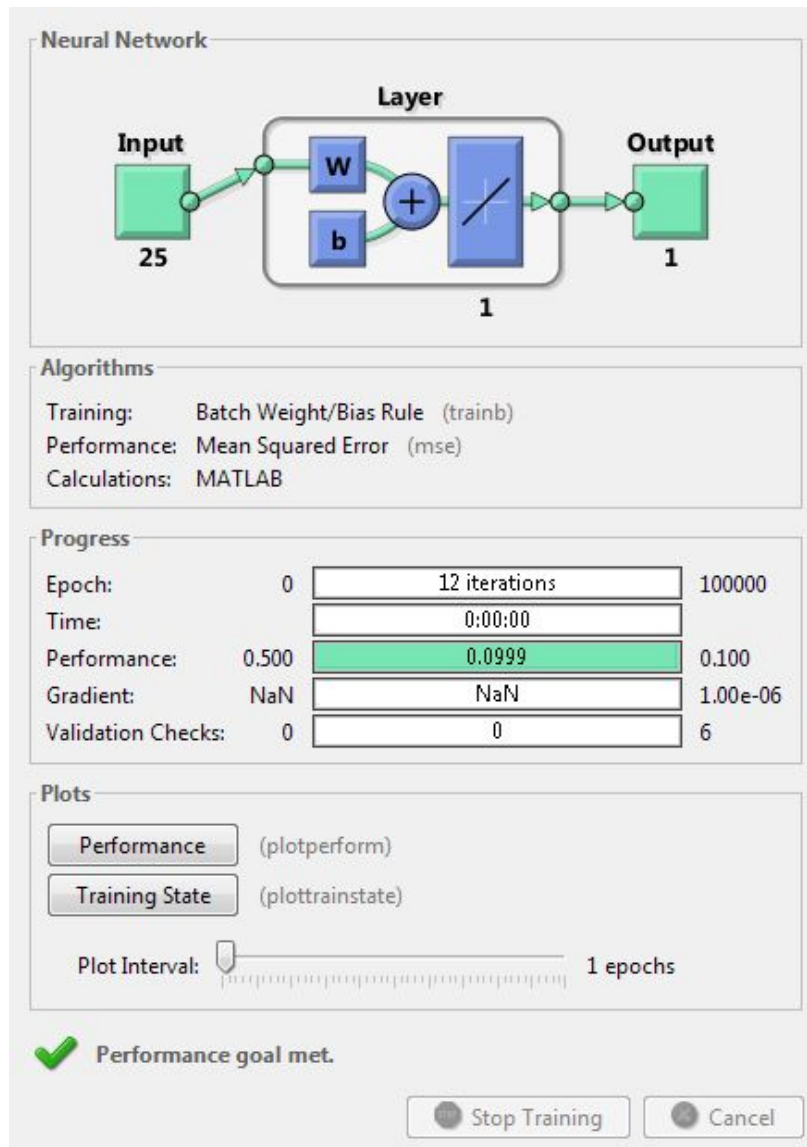 Neural Network
Layer
Input
Output
W
+
b
25
1
1
Algorithms
Training: Batch Weight/Bias Rule (trainb)
Performance: Mean Squared Error (mse)
Calculations: MATLAB
Progress
Epoch: 0 12 iterations 100000
Time: 0:00:00
Performance: 0.500 0.0999 0.100
Gradient: NaN NaN 1.00e-06
Validation Checks: 0 0 6
Plots
Performance (plotperform)
Training State (plottrainstate)
Plot Interval: 1 epochs
Performance goal met.
Stop Training Cancel